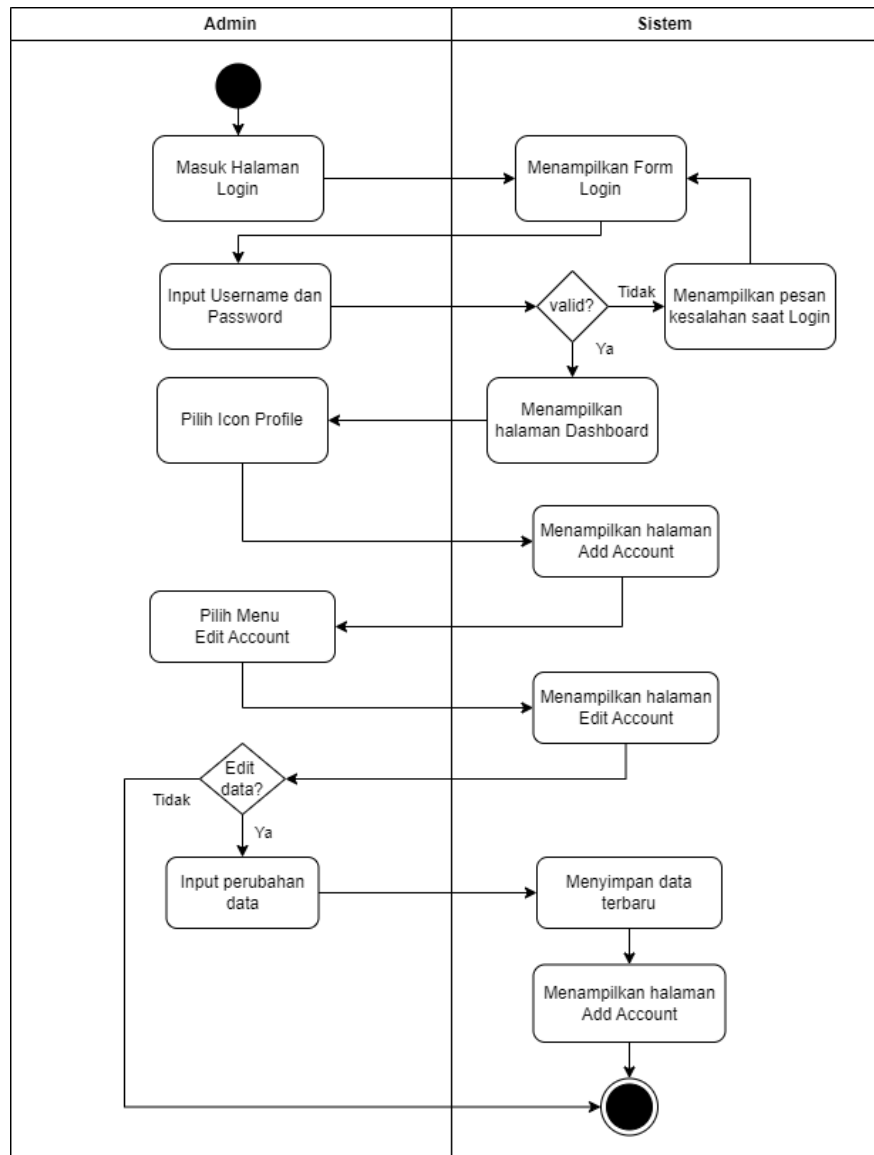 Admin
Sistem
Masuk Halaman
Login
Menampilkan Form
Login
Input Username dan
Password
valid?
Tidak
Menampilkan pesan
kesalahan saat Login
Ya
Pilih Icon Profile
Menampilkan
halaman Dashboard
Menampilkan halaman
Add Account
Pilih Menu
Edit Account
Menampilkan halaman
Edit Account
Edit
data?
Tidak
Ya
Input perubahan
data
Menyimpan data
terbaru
Menampilkan halaman
Add Account